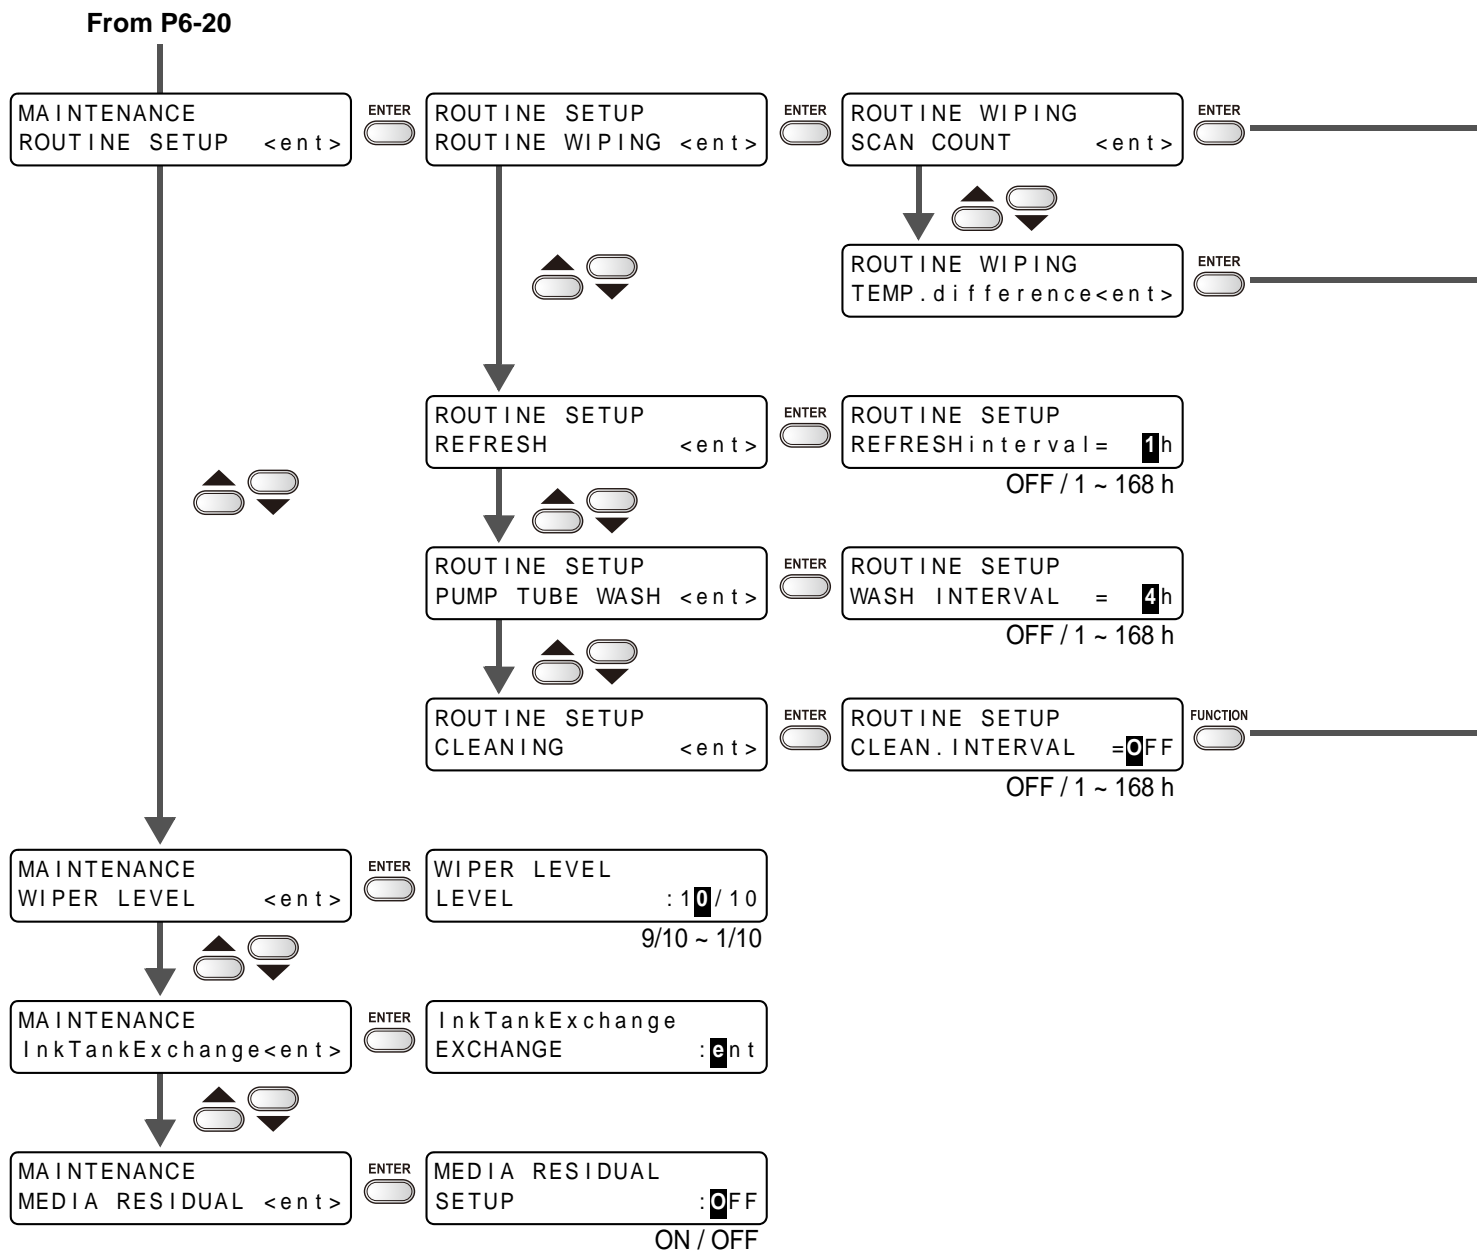 From P6-20
MAINTENANCE
ROUTINE SETUP <ent>
ENTER
ROUTINE SETUP
ROUTINE WIPING <ent>
ENTER
ROUTINE WIPING
SCAN COUNT <ent>
ENTER
ROUTINE WIPING
TEMP.difference<ent>
ENTER
ROUTINE SETUP
REFRESH <ent>
ENTER
ROUTINE SETUP
REFRESHinterval= 1h
OFF / 1 ~ 168 h
ROUTINE SETUP
PUMP TUBE WASH <ent>
ENTER
ROUTINE SETUP
WASH INTERVAL = 4h
OFF / 1 ~ 168 h
ROUTINE SETUP
CLEANING <ent>
ENTER
ROUTINE SETUP
CLEAN.INTERVAL =OFF
FUNCTION
OFF / 1 ~ 168 h
MAINTENANCE
WIPER LEVEL <ent>
ENTER
WIPER LEVEL
LEVEL :10/10
9/10 ~ 1/10
MAINTENANCE
InkTankExchange<ent>
ENTER
InkTankExchange
EXCHANGE :ent
MAINTENANCE
MEDIA RESIDUAL <ent>
ENTER
MEDIA RESIDUAL
SETUP :OFF
ON / OFF